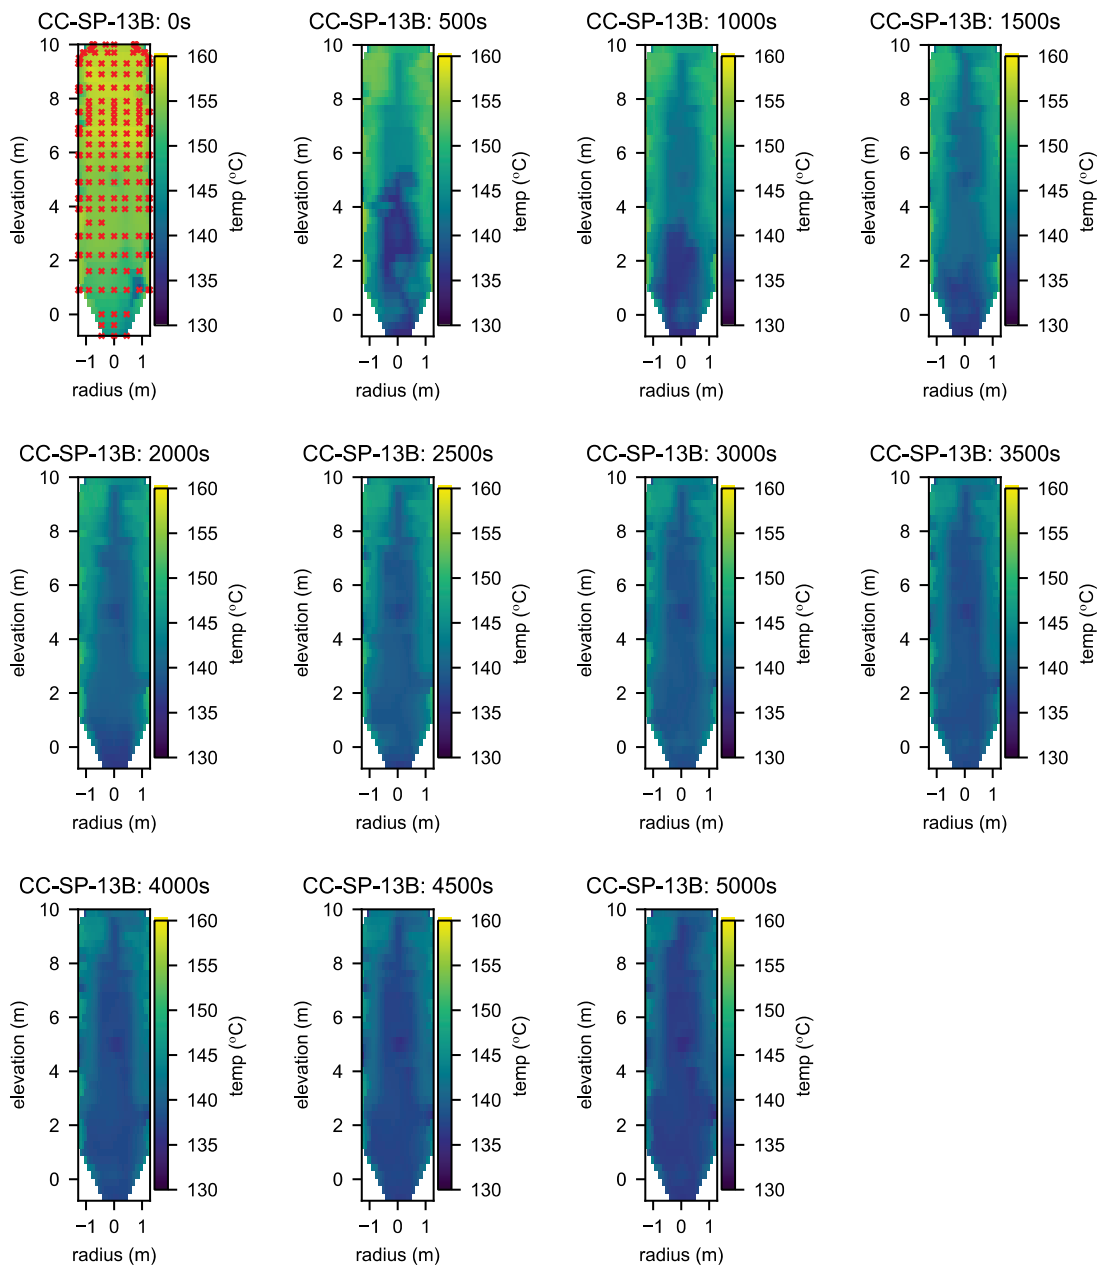 CC-SP-13B: 0s
CC-SP-13B: 500s
CC-SP-13B: 1000s
CC-SP-13B: 1500s
10
8
6
4
2
0
elevation (m)
−1 0 1
radius (m)
160
155
150
145
140
135
130
temp (°C)
10
8
6
4
2
0
elevation (m)
−1 0 1
radius (m)
160
155
150
145
140
135
130
temp (°C)
10
8
6
4
2
0
elevation (m)
−1 0 1
radius (m)
160
155
150
145
140
135
130
temp (°C)
10
8
6
4
2
0
elevation (m)
−1 0 1
radius (m)
160
155
150
145
140
135
130
temp (°C)
CC-SP-13B: 2000s
CC-SP-13B: 2500s
CC-SP-13B: 3000s
CC-SP-13B: 3500s
10
8
6
4
2
0
elevation (m)
−1 0 1
radius (m)
160
155
150
145
140
135
130
temp (°C)
10
8
6
4
2
0
elevation (m)
−1 0 1
radius (m)
160
155
150
145
140
135
130
temp (°C)
10
8
6
4
2
0
elevation (m)
−1 0 1
radius (m)
160
155
150
145
140
135
130
temp (°C)
10
8
6
4
2
0
elevation (m)
−1 0 1
radius (m)
160
155
150
145
140
135
130
temp (°C)
CC-SP-13B: 4000s
CC-SP-13B: 4500s
CC-SP-13B: 5000s
10
8
6
4
2
0
elevation (m)
−1 0 1
radius (m)
160
155
150
145
140
135
130
temp (°C)
10
8
6
4
2
0
elevation (m)
−1 0 1
radius (m)
160
155
150
145
140
135
130
temp (°C)
10
8
6
4
2
0
elevation (m)
−1 0 1
radius (m)
160
155
150
145
140
135
130
temp (°C)